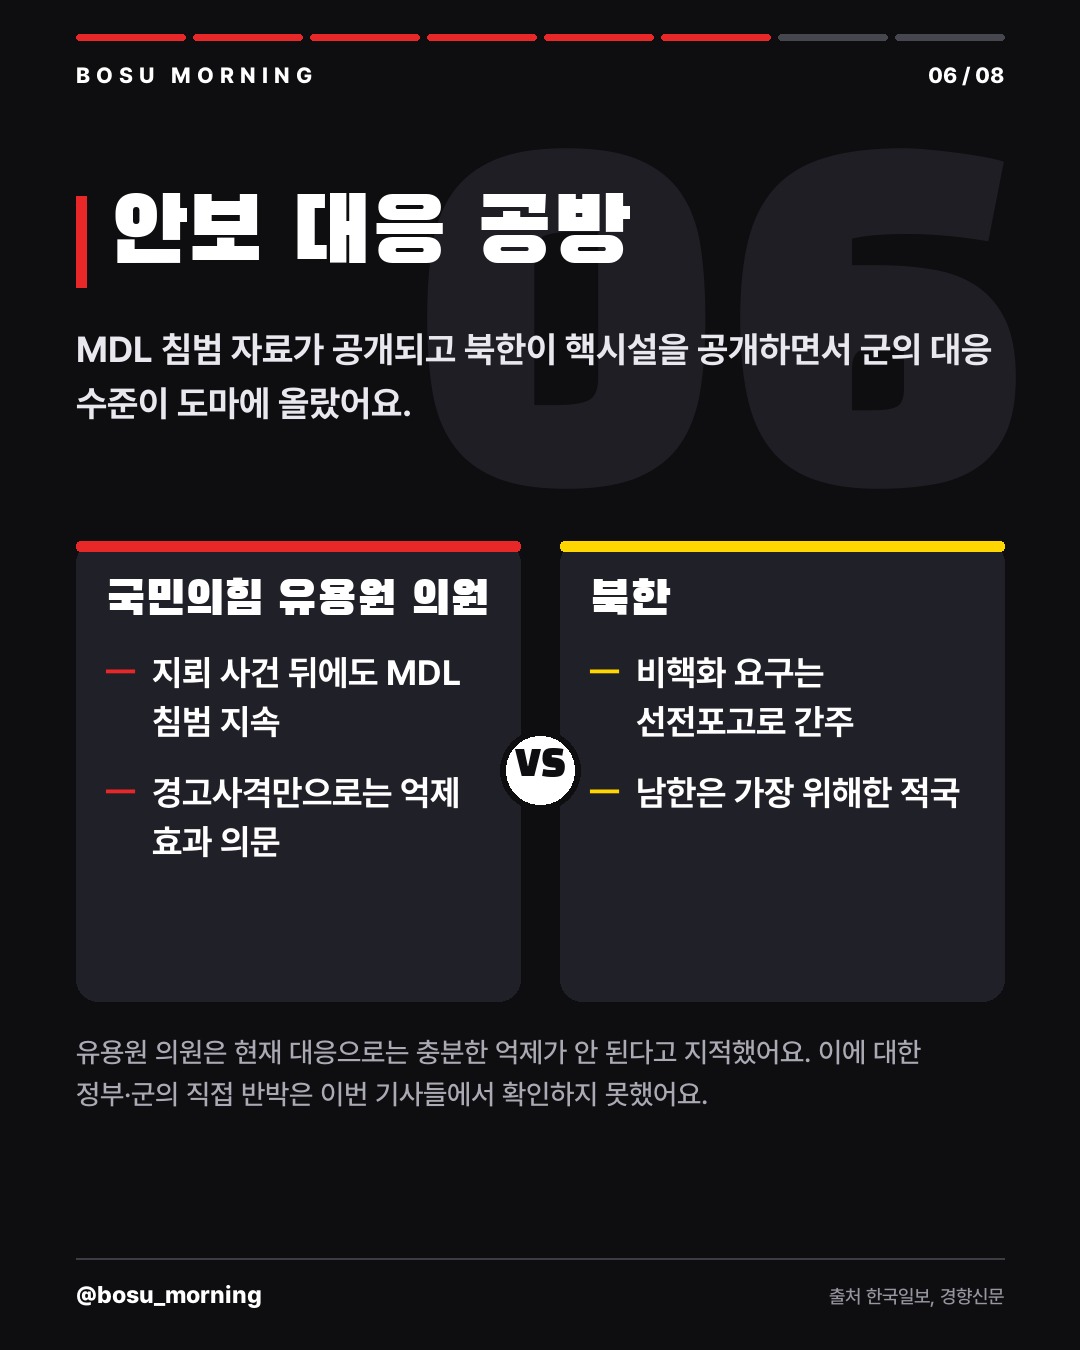 BOSU MORNING
06 / 08
06
안보 대응 공방
MDL 침범 자료가 공개되고 북한이 핵시설을 공개하면서 군의 대응
수준이 도마에 올랐어요.
국민의힘 유용원 의원
— 지뢰 사건 뒤에도 MDL
침범 지속
— 경고사격만으로는 억제
효과 의문
VS
북한
— 비핵화 요구는
선전포고로 간주
— 남한은 가장 위해한 적국
유용원 의원은 현재 대응으로는 충분한 억제가 안 된다고 지적했어요. 이에 대한
정부·군의 직접 반박은 이번 기사들에서 확인하지 못했어요.
@bosu_morning
출처 한국일보, 경향신문